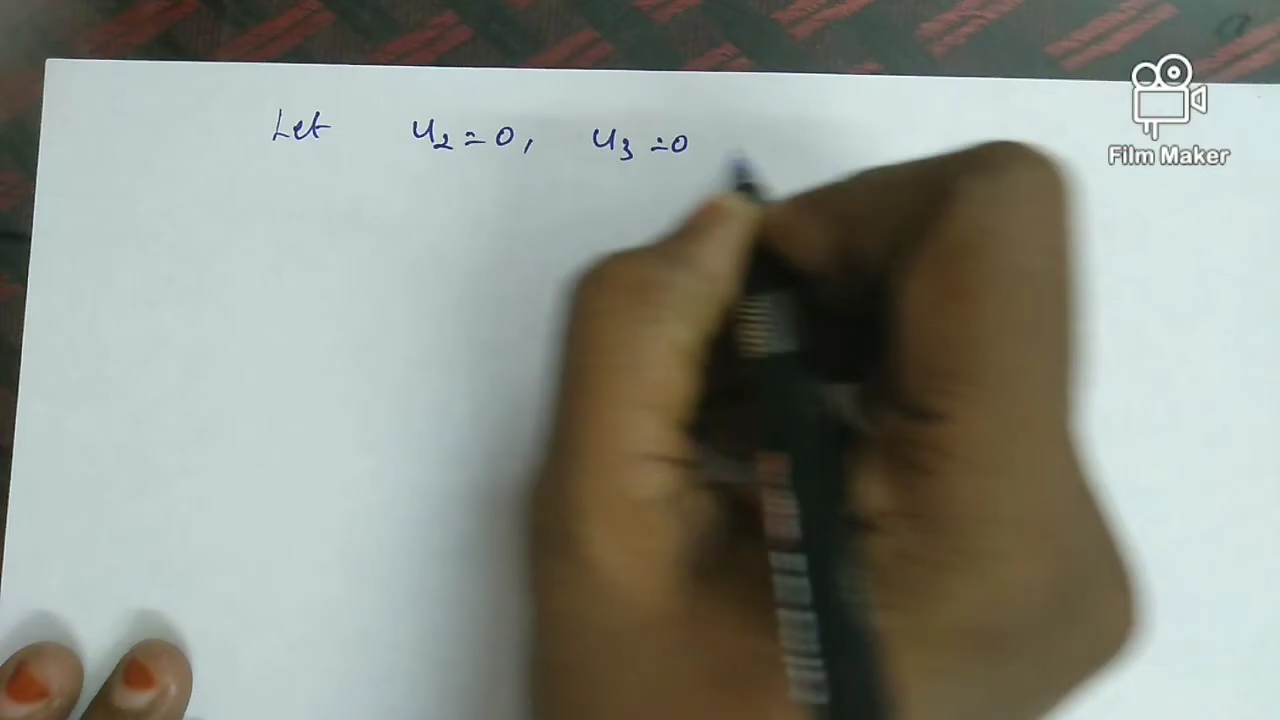 Let u₂ = 0, u₃ = 0
Film Maker